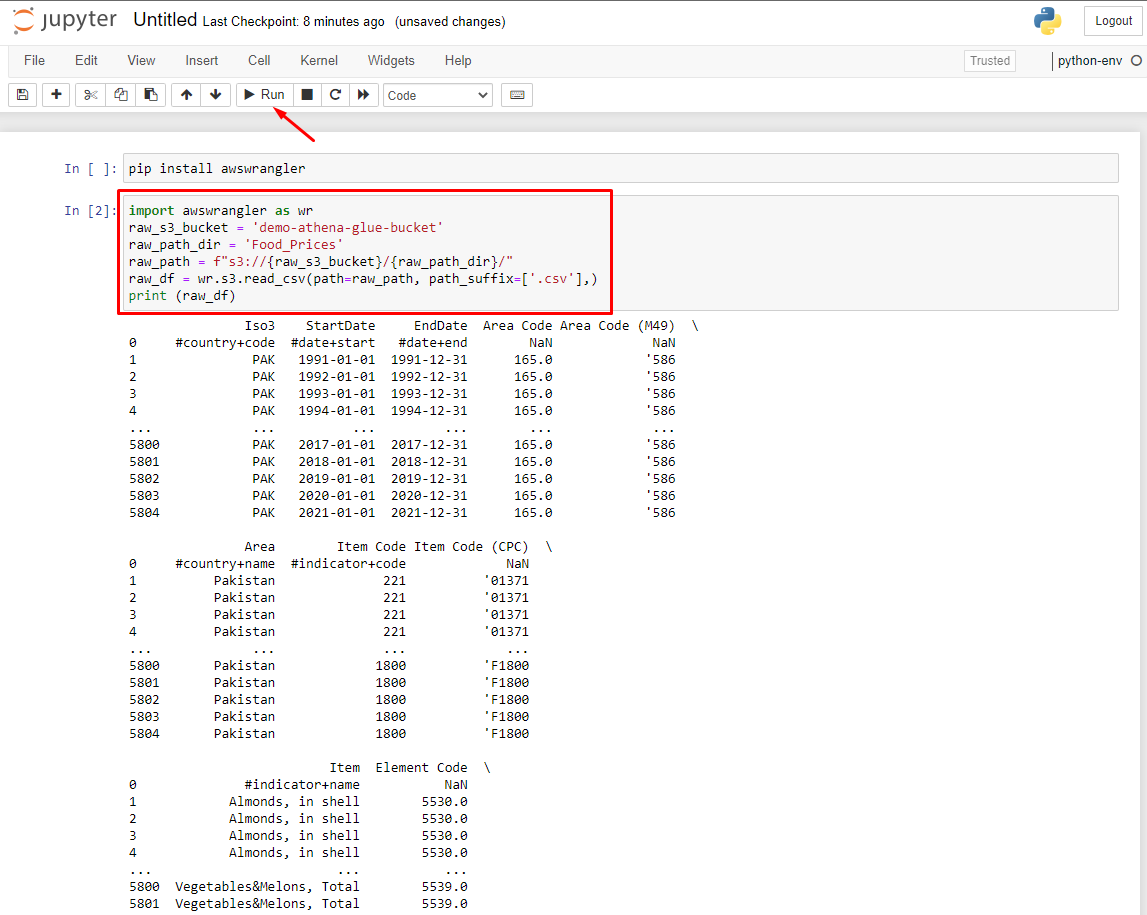 jupyter Untitled Last Checkpoint: 8 minutes ago (unsaved changes) Logout
File Edit View Insert Cell Kernel Widgets Help Trusted python-env
Run Code
In [ ]: pip install awswrangler
In [2]: import awswrangler as wr
raw_s3_bucket = 'demo-athena-glue-bucket'
raw_path_dir = 'Food_Prices'
raw_path = f"s3://{raw_s3_bucket}/{raw_path_dir}/"
raw_df = wr.s3.read_csv(path=raw_path, path_suffix=['.csv'],)
print (raw_df)
Iso3 StartDate EndDate Area Code Area Code (M49) \
0 #country+code #date+start #date+end NaN NaN
1 PAK 1991-01-01 1991-12-31 165.0 '586
2 PAK 1992-01-01 1992-12-31 165.0 '586
3 PAK 1993-01-01 1993-12-31 165.0 '586
4 PAK 1994-01-01 1994-12-31 165.0 '586
... ... ... ... ... ...
5800 PAK 2017-01-01 2017-12-31 165.0 '586
5801 PAK 2018-01-01 2018-12-31 165.0 '586
5802 PAK 2019-01-01 2019-12-31 165.0 '586
5803 PAK 2020-01-01 2020-12-31 165.0 '586
5804 PAK 2021-01-01 2021-12-31 165.0 '586
Area Item Code Item Code (CPC) \
0 #country+name #indicator+code NaN
1 Pakistan 221 '01371
2 Pakistan 221 '01371
3 Pakistan 221 '01371
4 Pakistan 221 '01371
... ... ... ...
5800 Pakistan 1800 'F1800
5801 Pakistan 1800 'F1800
5802 Pakistan 1800 'F1800
5803 Pakistan 1800 'F1800
5804 Pakistan 1800 'F1800
Item Element Code \
0 #indicator+name NaN
1 Almonds, in shell 5530.0
2 Almonds, in shell 5530.0
3 Almonds, in shell 5530.0
4 Almonds, in shell 5530.0
... ... ...
5800 Vegetables&Melons, Total 5539.0
5801 Vegetables&Melons, Total 5539.0